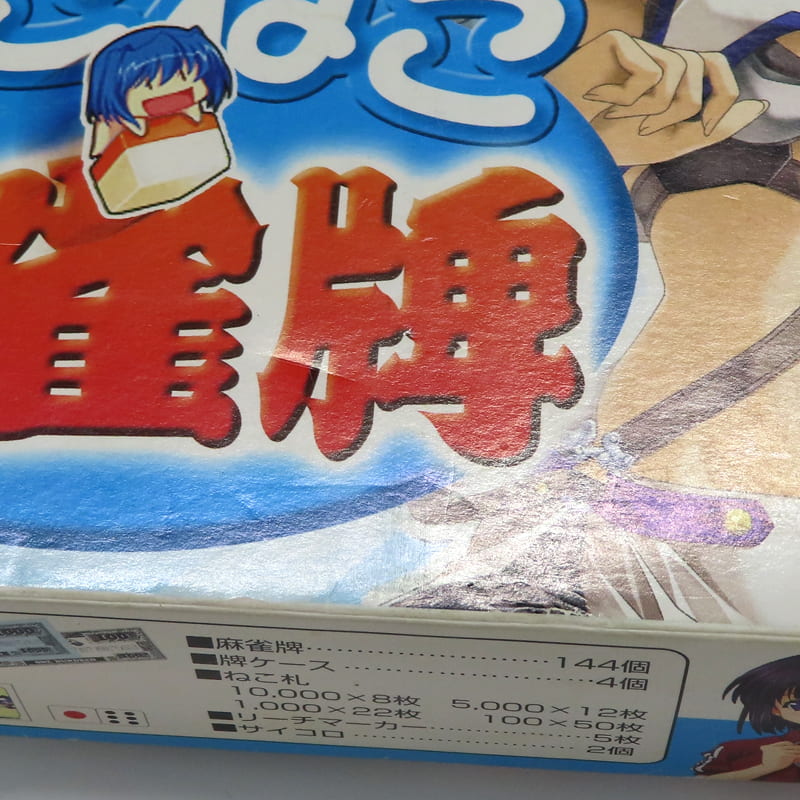 ねこ
雀牌
■麻雀牌……………………144個
■牌ケース……………………4個
■ねこ札
10.000×8枚 5.000×12枚
1.000×22枚 100×50枚
■リーチマーカー……………5枚
■サイコロ……………………2個